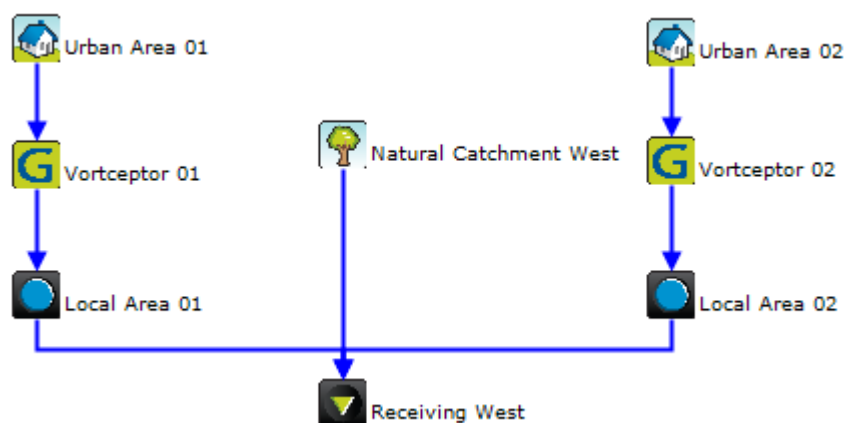 Urban Area 01
Urban Area 02
Natural Catchment West
G Vortceptor 01
G Vortceptor 02
Local Area 01
Local Area 02
Receiving West